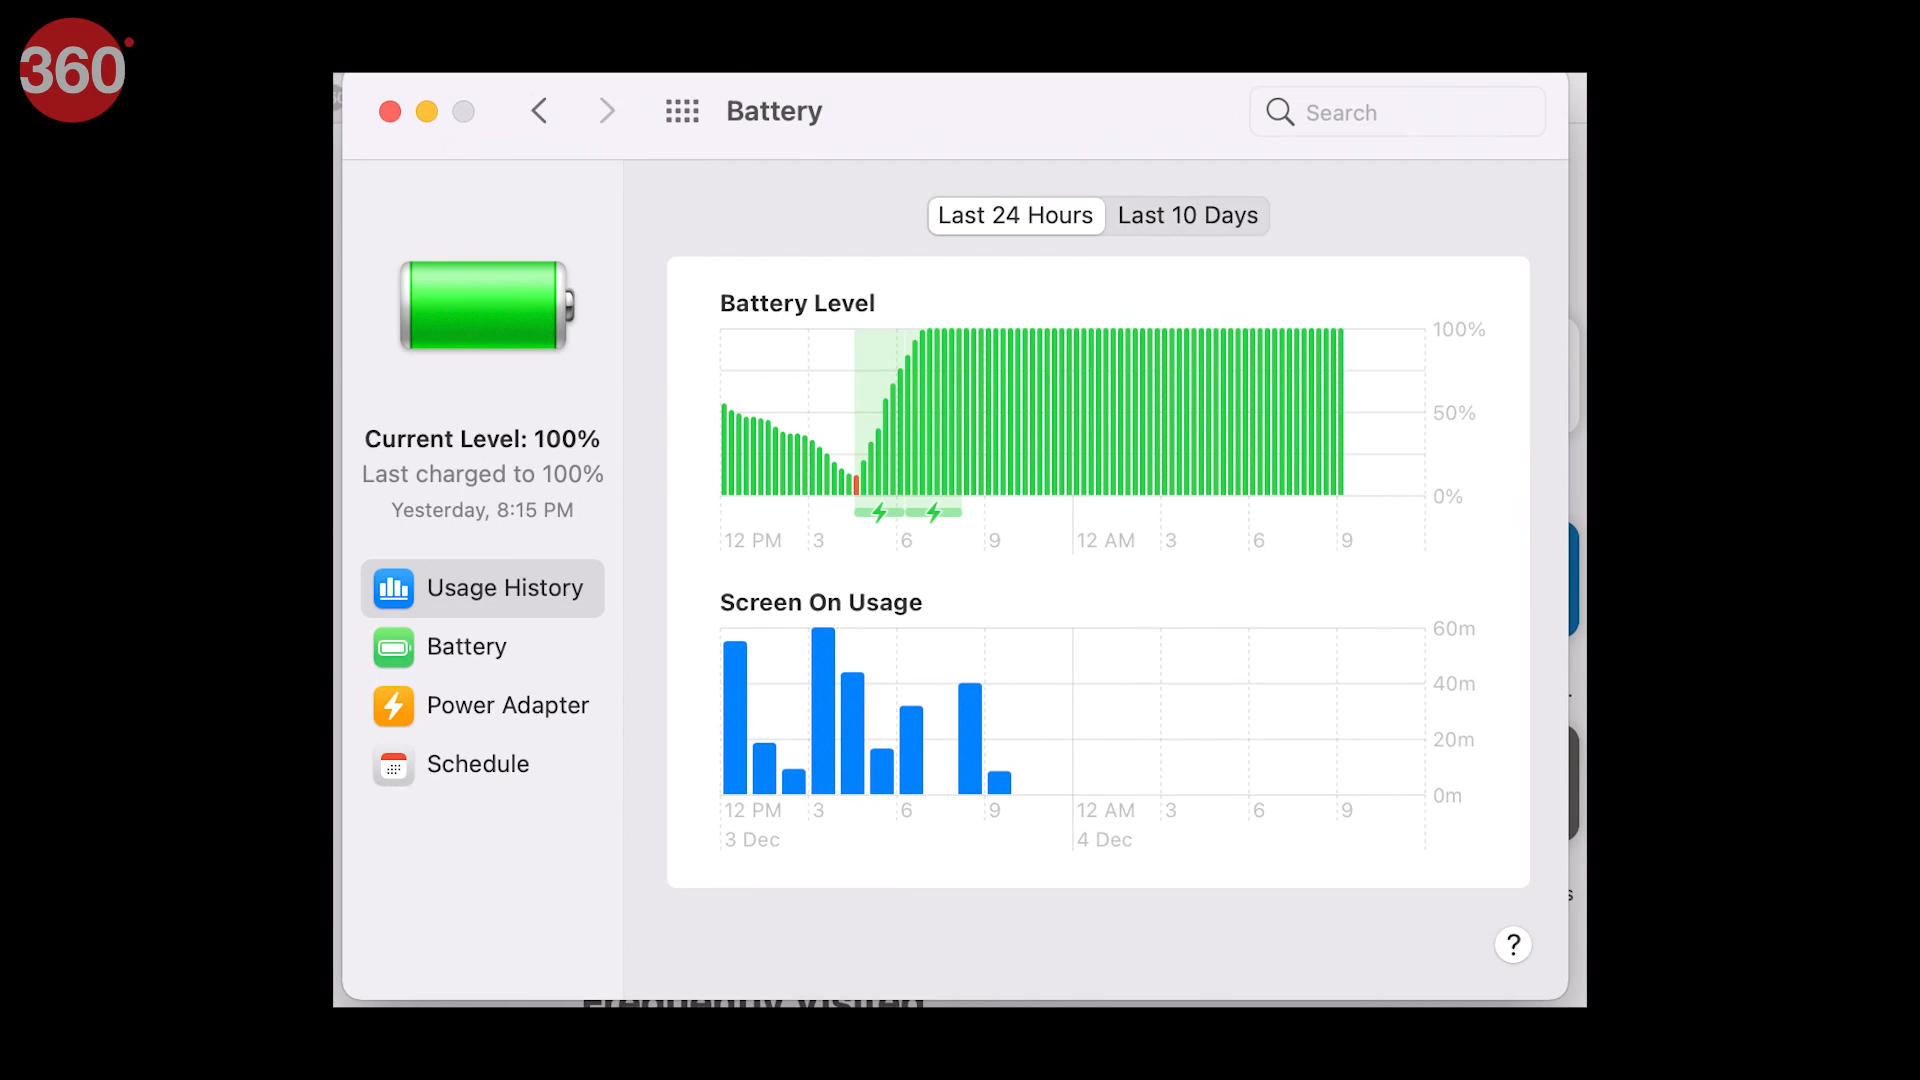 360
Battery
Search
Last 24 Hours
Last 10 Days
Current Level: 100%
Last charged to 100%
Yesterday, 8:15 PM
Usage History
Battery
Power Adapter
Schedule
Battery Level
100%
50%
0%
12 PM 3 6 9 12 AM 3 6 9
Screen On Usage
60m
40m
20m
0m
12 PM 3 6 9 12 AM 3 6 9
3 Dec 4 Dec
?
Frequently Visited